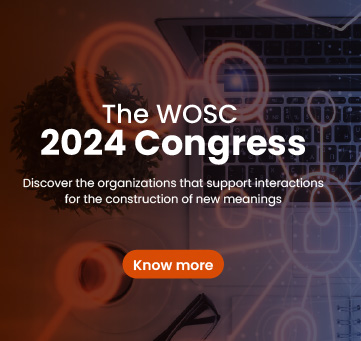 The WOSC
2024 Congress
Discover the organizations that support interactions
for the construction of new meanings
Know more